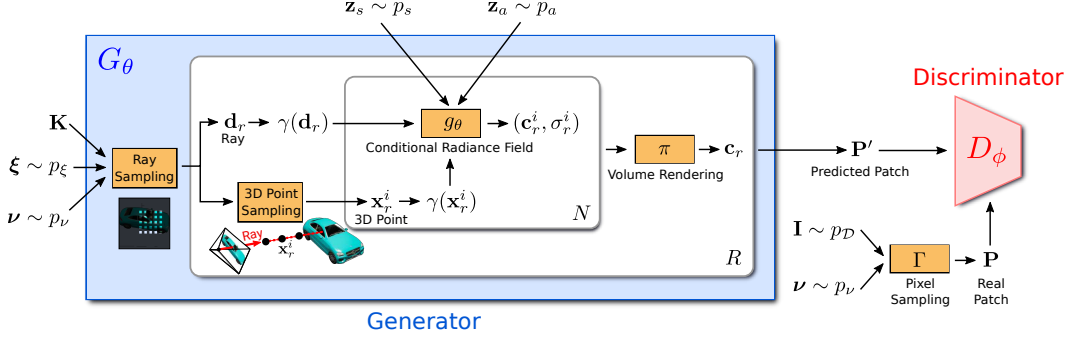 z_s ∼ p_s
z_a ∼ p_a
G_θ
Discriminator
K
ξ ∼ p_ξ
ν ∼ p_ν
Ray
Sampling
d_r → γ(d_r)
Ray
g_θ
(c_r^i, σ_r^i)
Conditional Radiance Field
3D Point
Sampling
x_r^i → γ(x_r^i)
3D Point
N
Ray
x_r^i
π
c_r
Volume Rendering
R
P′
Predicted Patch
D_ϕ
I ∼ p_D
ν ∼ p_ν
Γ
Pixel
Sampling
P
Real
Patch
Generator